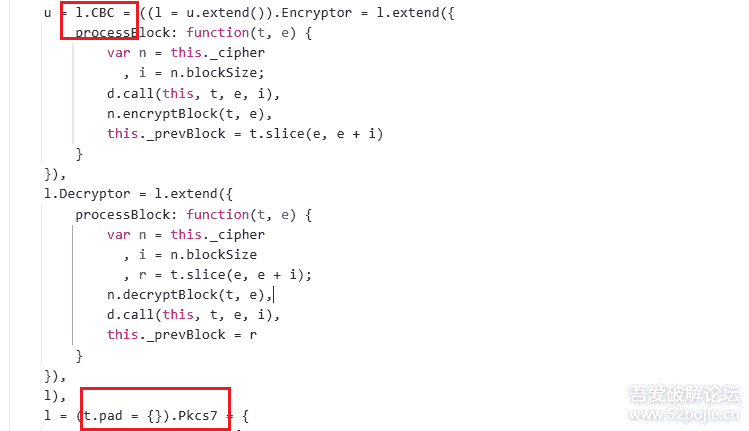 u = l.CBC = ((l = u.extend()).Encryptor = l.extend({
processBlock: function(t, e) {
var n = this._cipher
, i = n.blockSize;
d.call(this, t, e, i),
n.encryptBlock(t, e),
this._prevBlock = t.slice(e, e + i)
}
}),
l.Decryptor = l.extend({
processBlock: function(t, e) {
var n = this._cipher
, i = n.blockSize
, r = t.slice(e, e + i);
n.decryptBlock(t, e),
d.call(this, t, e, i),
this._prevBlock = r
}
}),
l),
l = (t.pad = {}).Pkcs7 = {
吾爱破解论坛
www.52pojie.cn